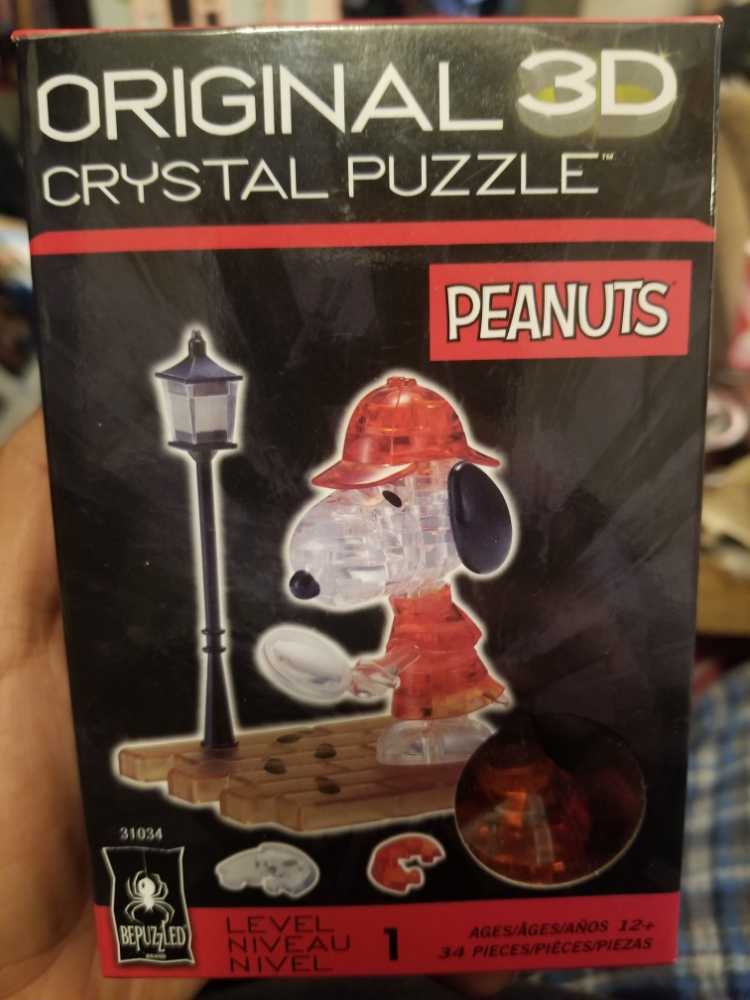 ORIGINAL 3D
CRYSTAL PUZZLE™
PEANUTS
31034
BEPUZZLED
LEVEL
NIVEAU
NIVEL
1
AGES/ÂGES/AÑOS 12+
34 PIECES/PIÈCES/PIEZAS